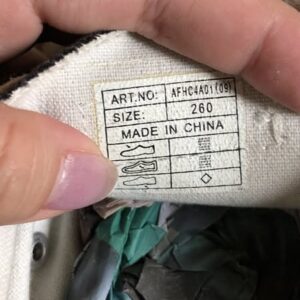 ART.NO: AFHC4A01(09)
SIZE: 260
MADE IN CHINA